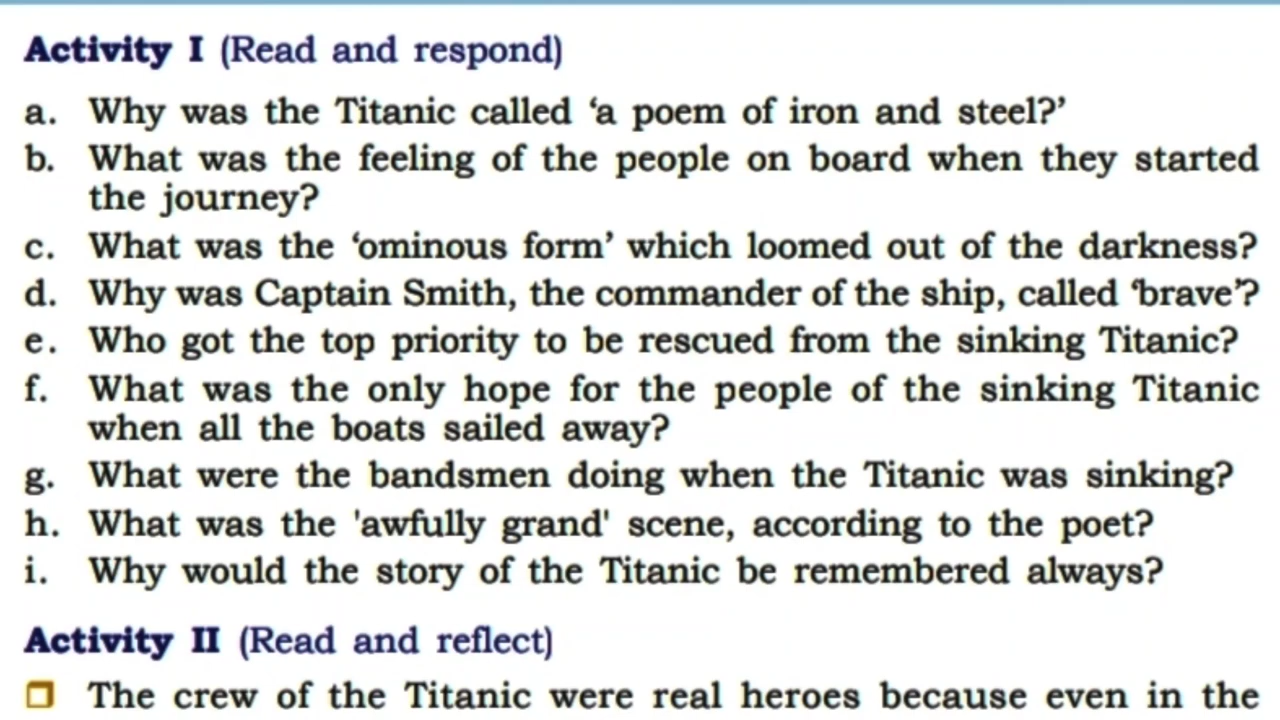 Activity I (Read and respond)
a. Why was the Titanic called ‘a poem of iron and steel?’
b. What was the feeling of the people on board when they started
the journey?
c. What was the ‘ominous form’ which loomed out of the darkness?
d. Why was Captain Smith, the commander of the ship, called ‘brave’?
e. Who got the top priority to be rescued from the sinking Titanic?
f. What was the only hope for the people of the sinking Titanic
when all the boats sailed away?
g. What were the bandsmen doing when the Titanic was sinking?
h. What was the 'awfully grand' scene, according to the poet?
i. Why would the story of the Titanic be remembered always?
Activity II (Read and reflect)
The crew of the Titanic were real heroes because even in the